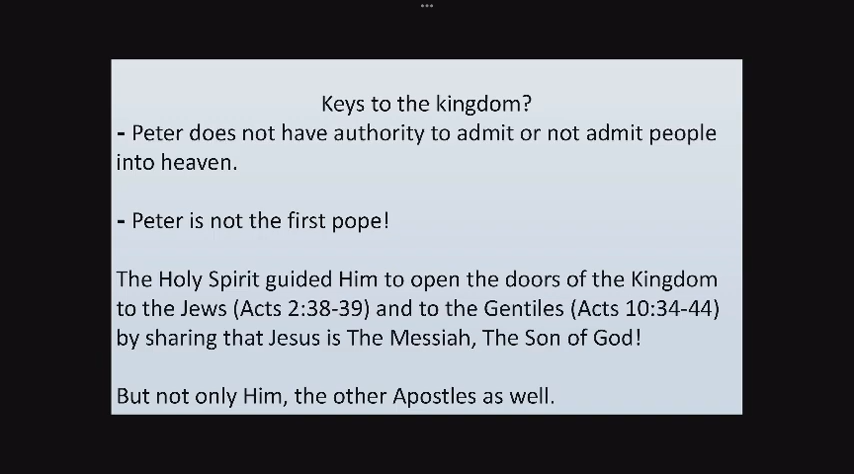 Keys to the kingdom?
- Peter does not have authority to admit or not admit people
into heaven.
- Peter is not the first pope!
The Holy Spirit guided Him to open the doors of the Kingdom
to the Jews (Acts 2:38-39) and to the Gentiles (Acts 10:34-44)
by sharing that Jesus is The Messiah, The Son of God!
But not only Him, the other Apostles as well.